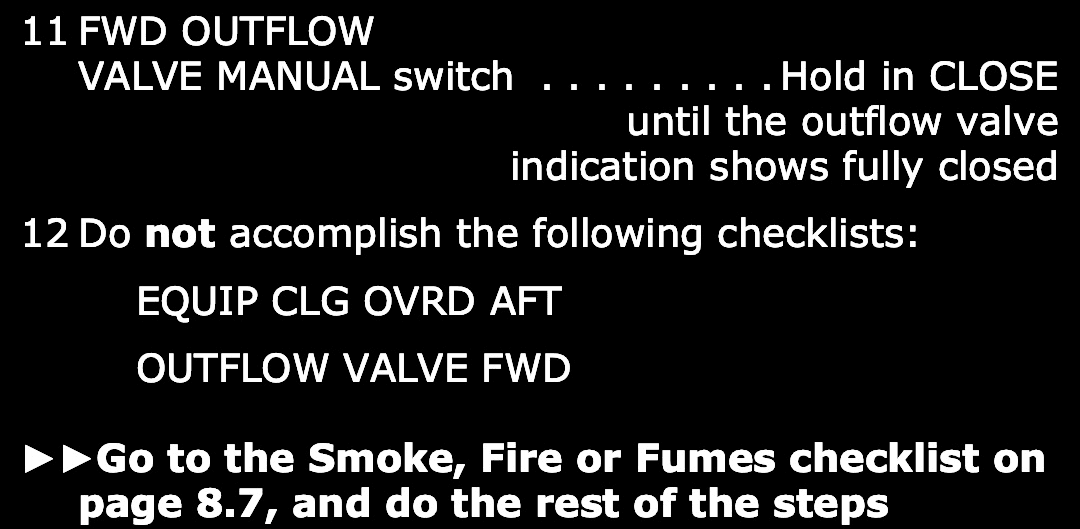 11 FWD OUTFLOW
VALVE MANUAL switch . . . . . . . . . Hold in CLOSE
until the outflow valve
indication shows fully closed
12 Do not accomplish the following checklists:
EQUIP CLG OVRD AFT
OUTFLOW VALVE FWD
►►Go to the Smoke, Fire or Fumes checklist on
page 8.7, and do the rest of the steps